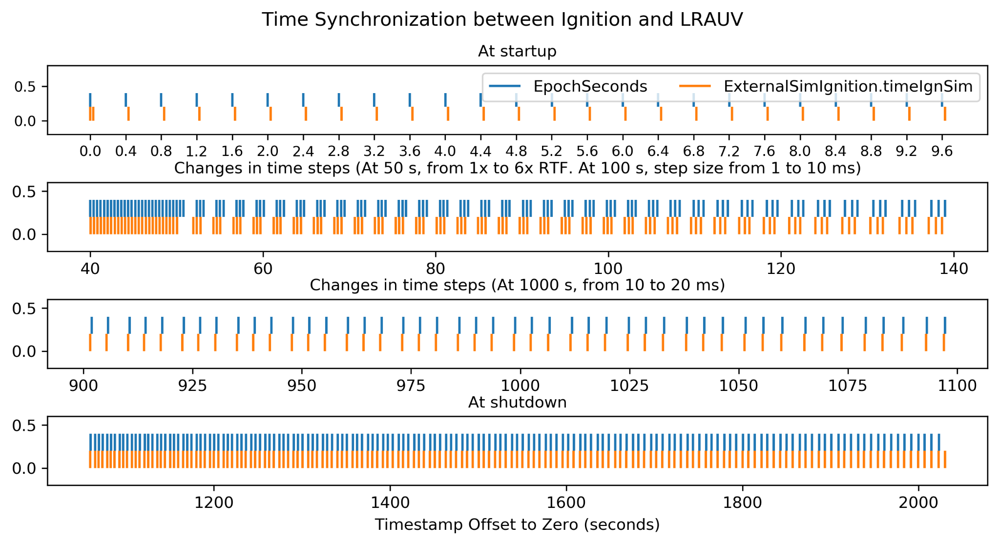 Time Synchronization between Ignition and LRAUV
At startup
EpochSeconds ExternalSimIgnition.timeIgnSim
0.5
0.0
0.0 0.4 0.8 1.2 1.6 2.0 2.4 2.8 3.2 3.6 4.0 4.4 4.8 5.2 5.6 6.0 6.4 6.8 7.2 7.6 8.0 8.4 8.8 9.2 9.6
Changes in time steps (At 50 s, from 1x to 6x RTF. At 100 s, step size from 1 to 10 ms)
0.5
0.0
40 60 80 100 120 140
Changes in time steps (At 1000 s, from 10 to 20 ms)
0.5
0.0
900 925 950 975 1000 1025 1050 1075 1100
At shutdown
0.5
0.0
1200 1400 1600 1800 2000
Timestamp Offset to Zero (seconds)